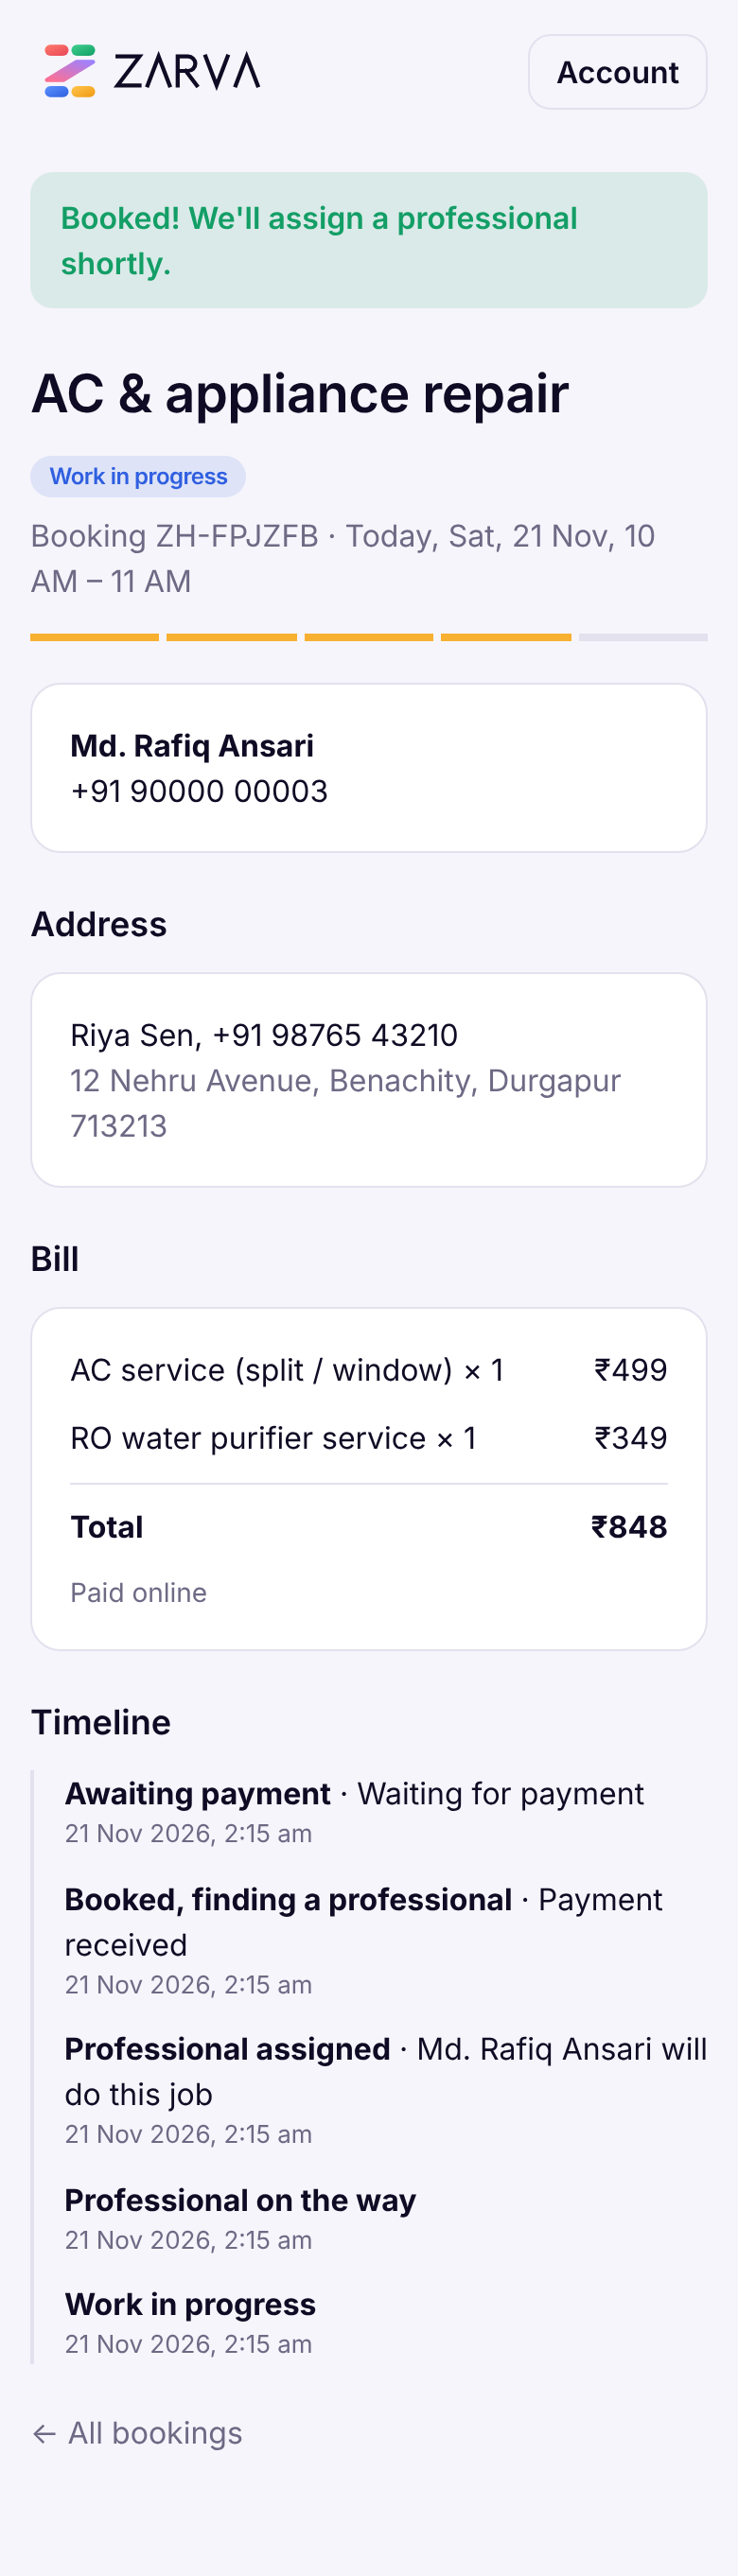 ZARVA
Account
Booked! We'll assign a professional
shortly.
AC & appliance repair
Work in progress
Booking ZH-FPJZFB · Today, Sat, 21 Nov, 10
AM – 11 AM
Md. Rafiq Ansari
+91 90000 00003
Address
Riya Sen, +91 98765 43210
12 Nehru Avenue, Benachity, Durgapur
713213
Bill
AC service (split / window) × 1 ₹499
RO water purifier service × 1 ₹349
Total ₹848
Paid online
Timeline
Awaiting payment · Waiting for payment
21 Nov 2026, 2:15 am
Booked, finding a professional · Payment
received
21 Nov 2026, 2:15 am
Professional assigned · Md. Rafiq Ansari will
do this job
21 Nov 2026, 2:15 am
Professional on the way
21 Nov 2026, 2:15 am
Work in progress
21 Nov 2026, 2:15 am
← All bookings